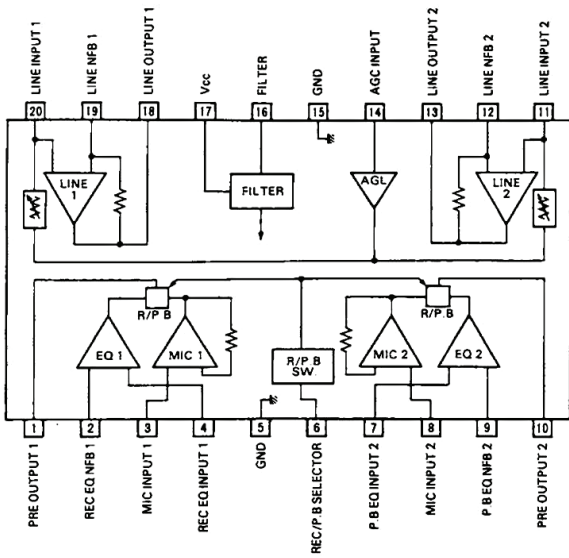 LINE INPUT 1
LINE NFB 1
LINE OUTPUT 1
Vcc
FILTER
GND
AGC INPUT
LINE OUTPUT 2
LINE NFB 2
LINE INPUT 2
20 19 18 17 16 15 14 13 12 11
LINE 1
FILTER
AGL
LINE 2
R/P.B
R/P.B
EQ 1
MIC 1
R/P.B SW.
MIC 2
EQ 2
1 2 3 4 5 6 7 8 9 10
PRE OUTPUT 1
REC EQ NFB 1
MIC INPUT 1
REC EQ INPUT 1
GND
REC/P.B SELECTOR
P.B EQ INPUT 2
MIC INPUT 2
P.B EQ NFB 2
PRE OUTPUT 2